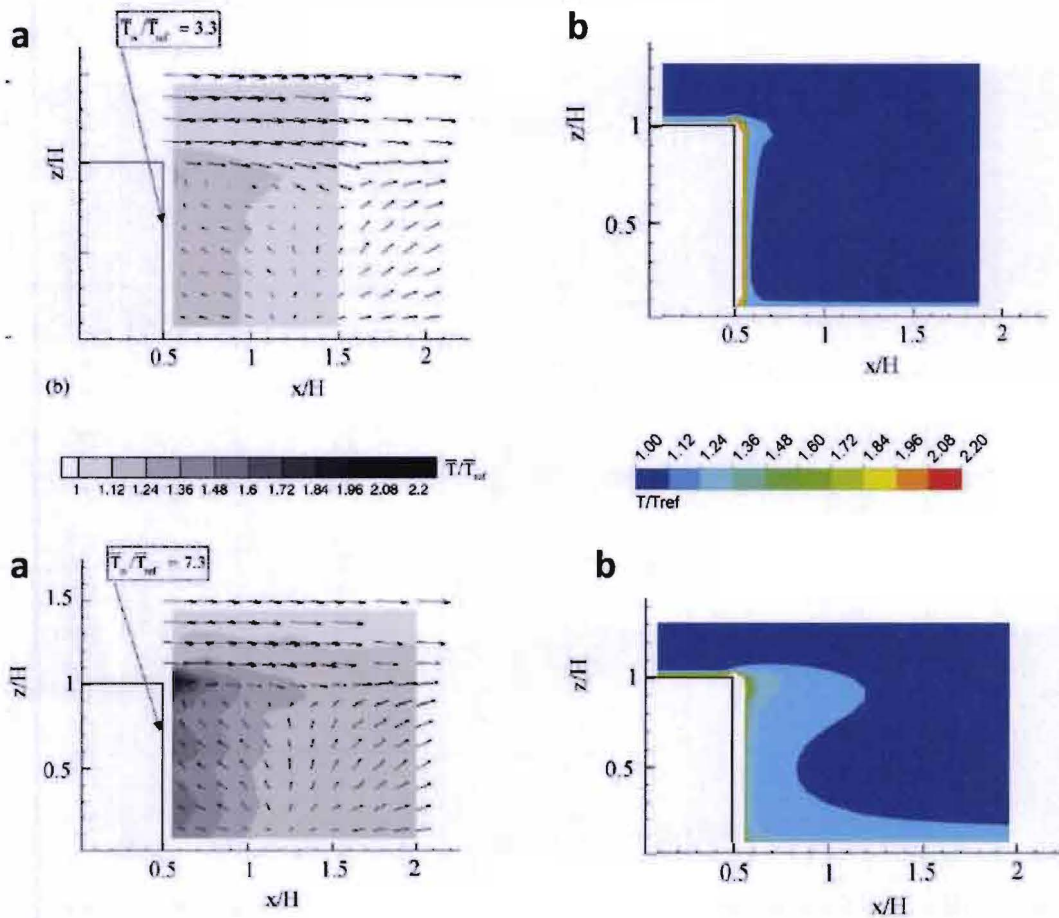 a
T̅w/T̅ref = 3.3
z/H
0.5
1
1.5
2
x/H
(b)
b
z/H
1
0.5
0.5
1
1.5
2
x/H
1
1.12
1.24
1.36
1.48
1.6
1.72
1.84
1.96
2.08
2.2
T̅/T̅ref
1.00
1.12
1.24
1.36
1.48
1.60
1.72
1.84
1.96
2.08
2.20
T/Tref
a
T̅w/T̅ref = 7.3
z/H
1.5
1
0.5
0.5
1
1.5
2
x/H
b
z/H
1
0.5
0.5
1
1.5
2
x/H